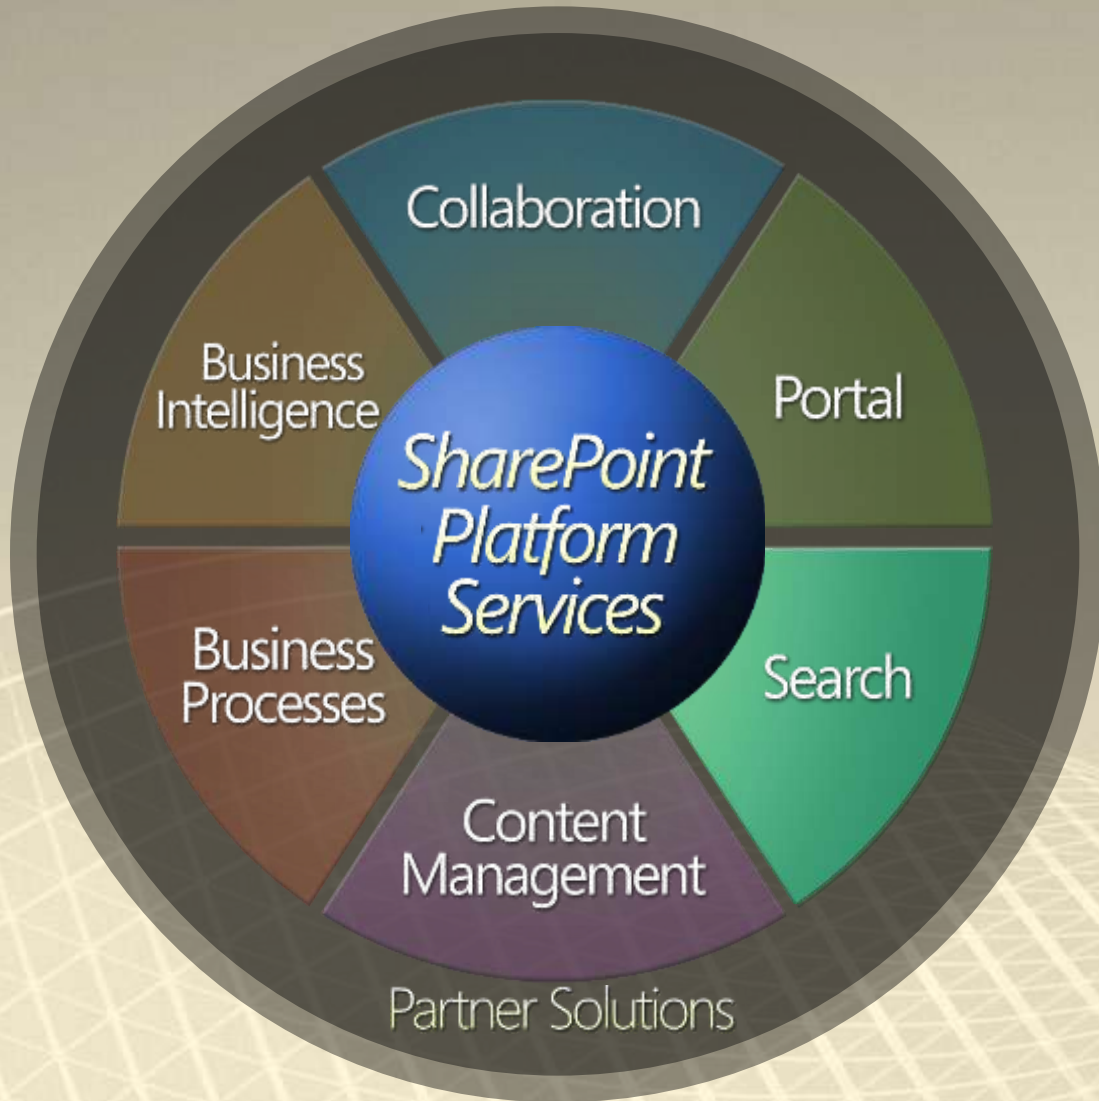 Collaboration
Business
Intelligence
Portal
SharePoint
Platform
Services
Business
Processes
Search
Content
Management
Partner Solutions